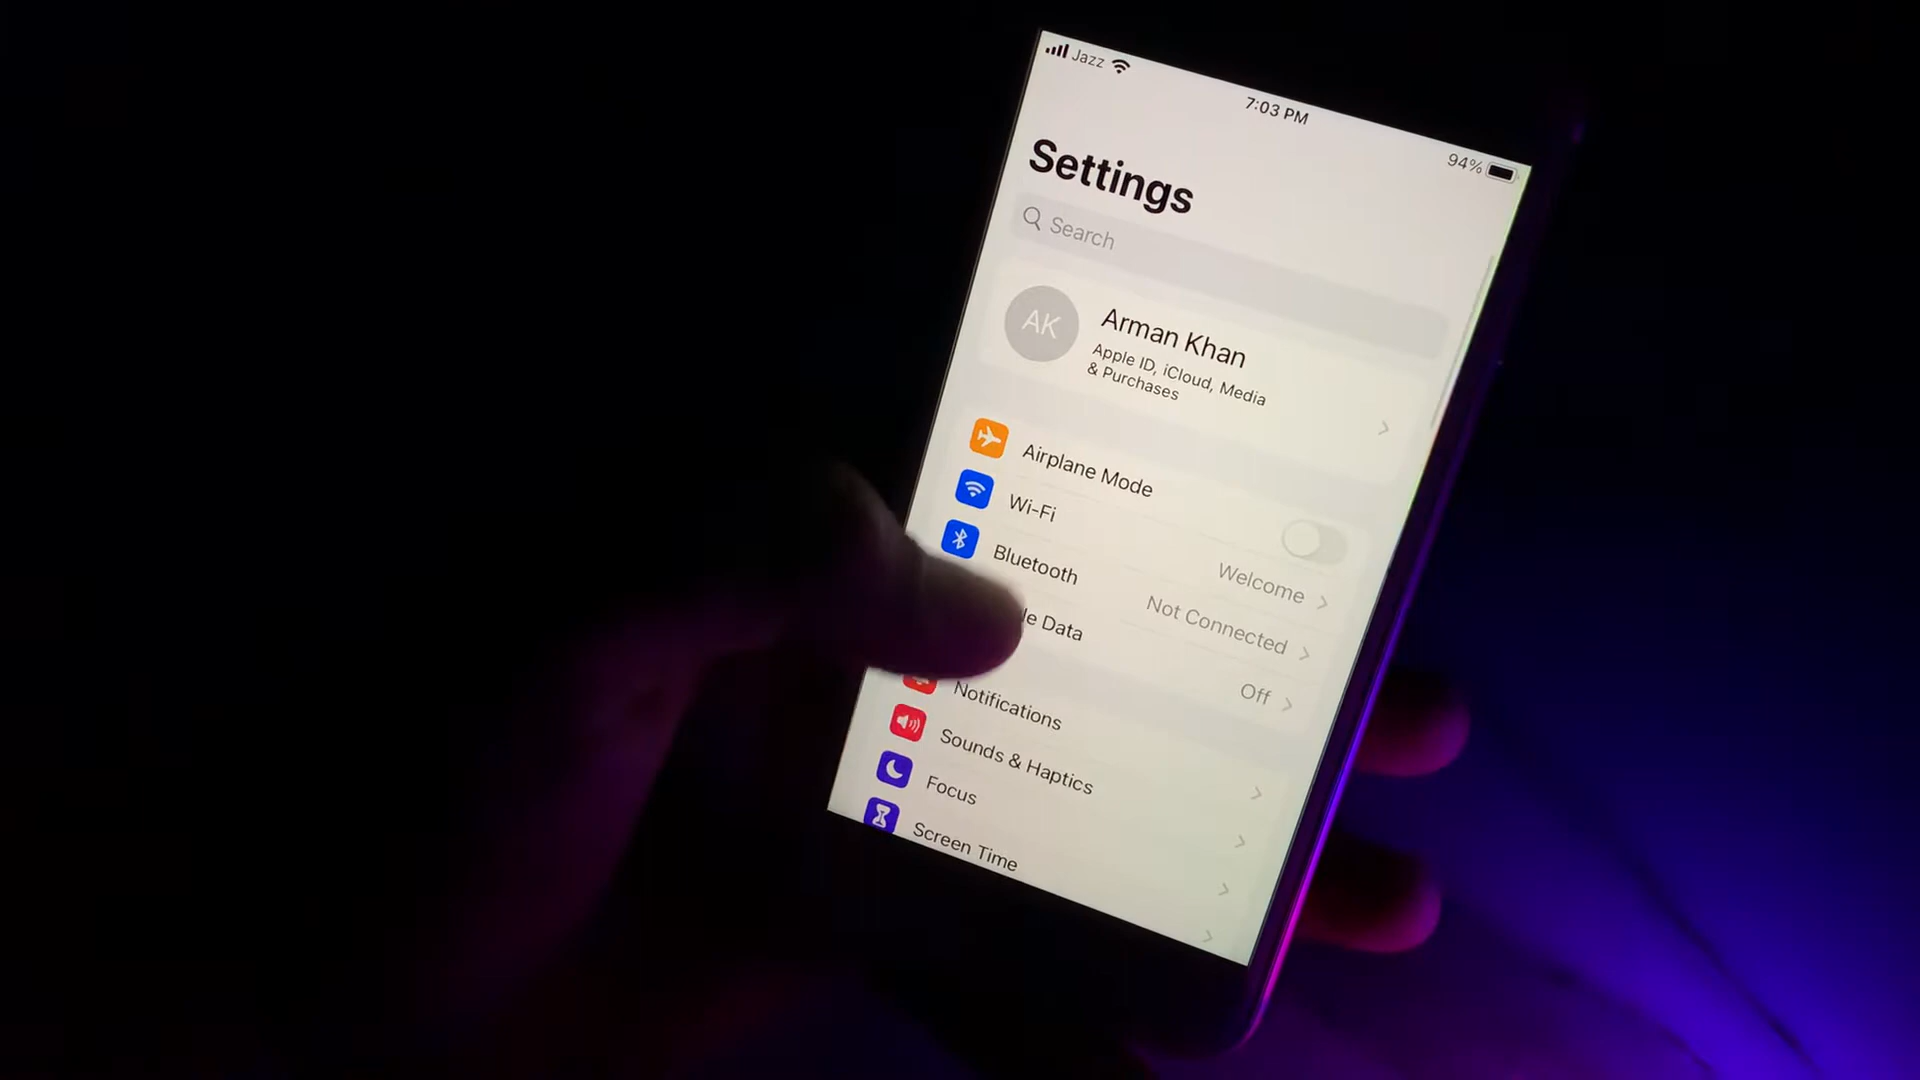 Jazz
7:03 PM
94%
Settings
Search
AK
Arman Khan
Apple ID, iCloud, Media
& Purchases
Airplane Mode
Wi-Fi
Welcome
Bluetooth
Not Connected
le Data
Off
Notifications
Sounds & Haptics
Focus
Screen Time